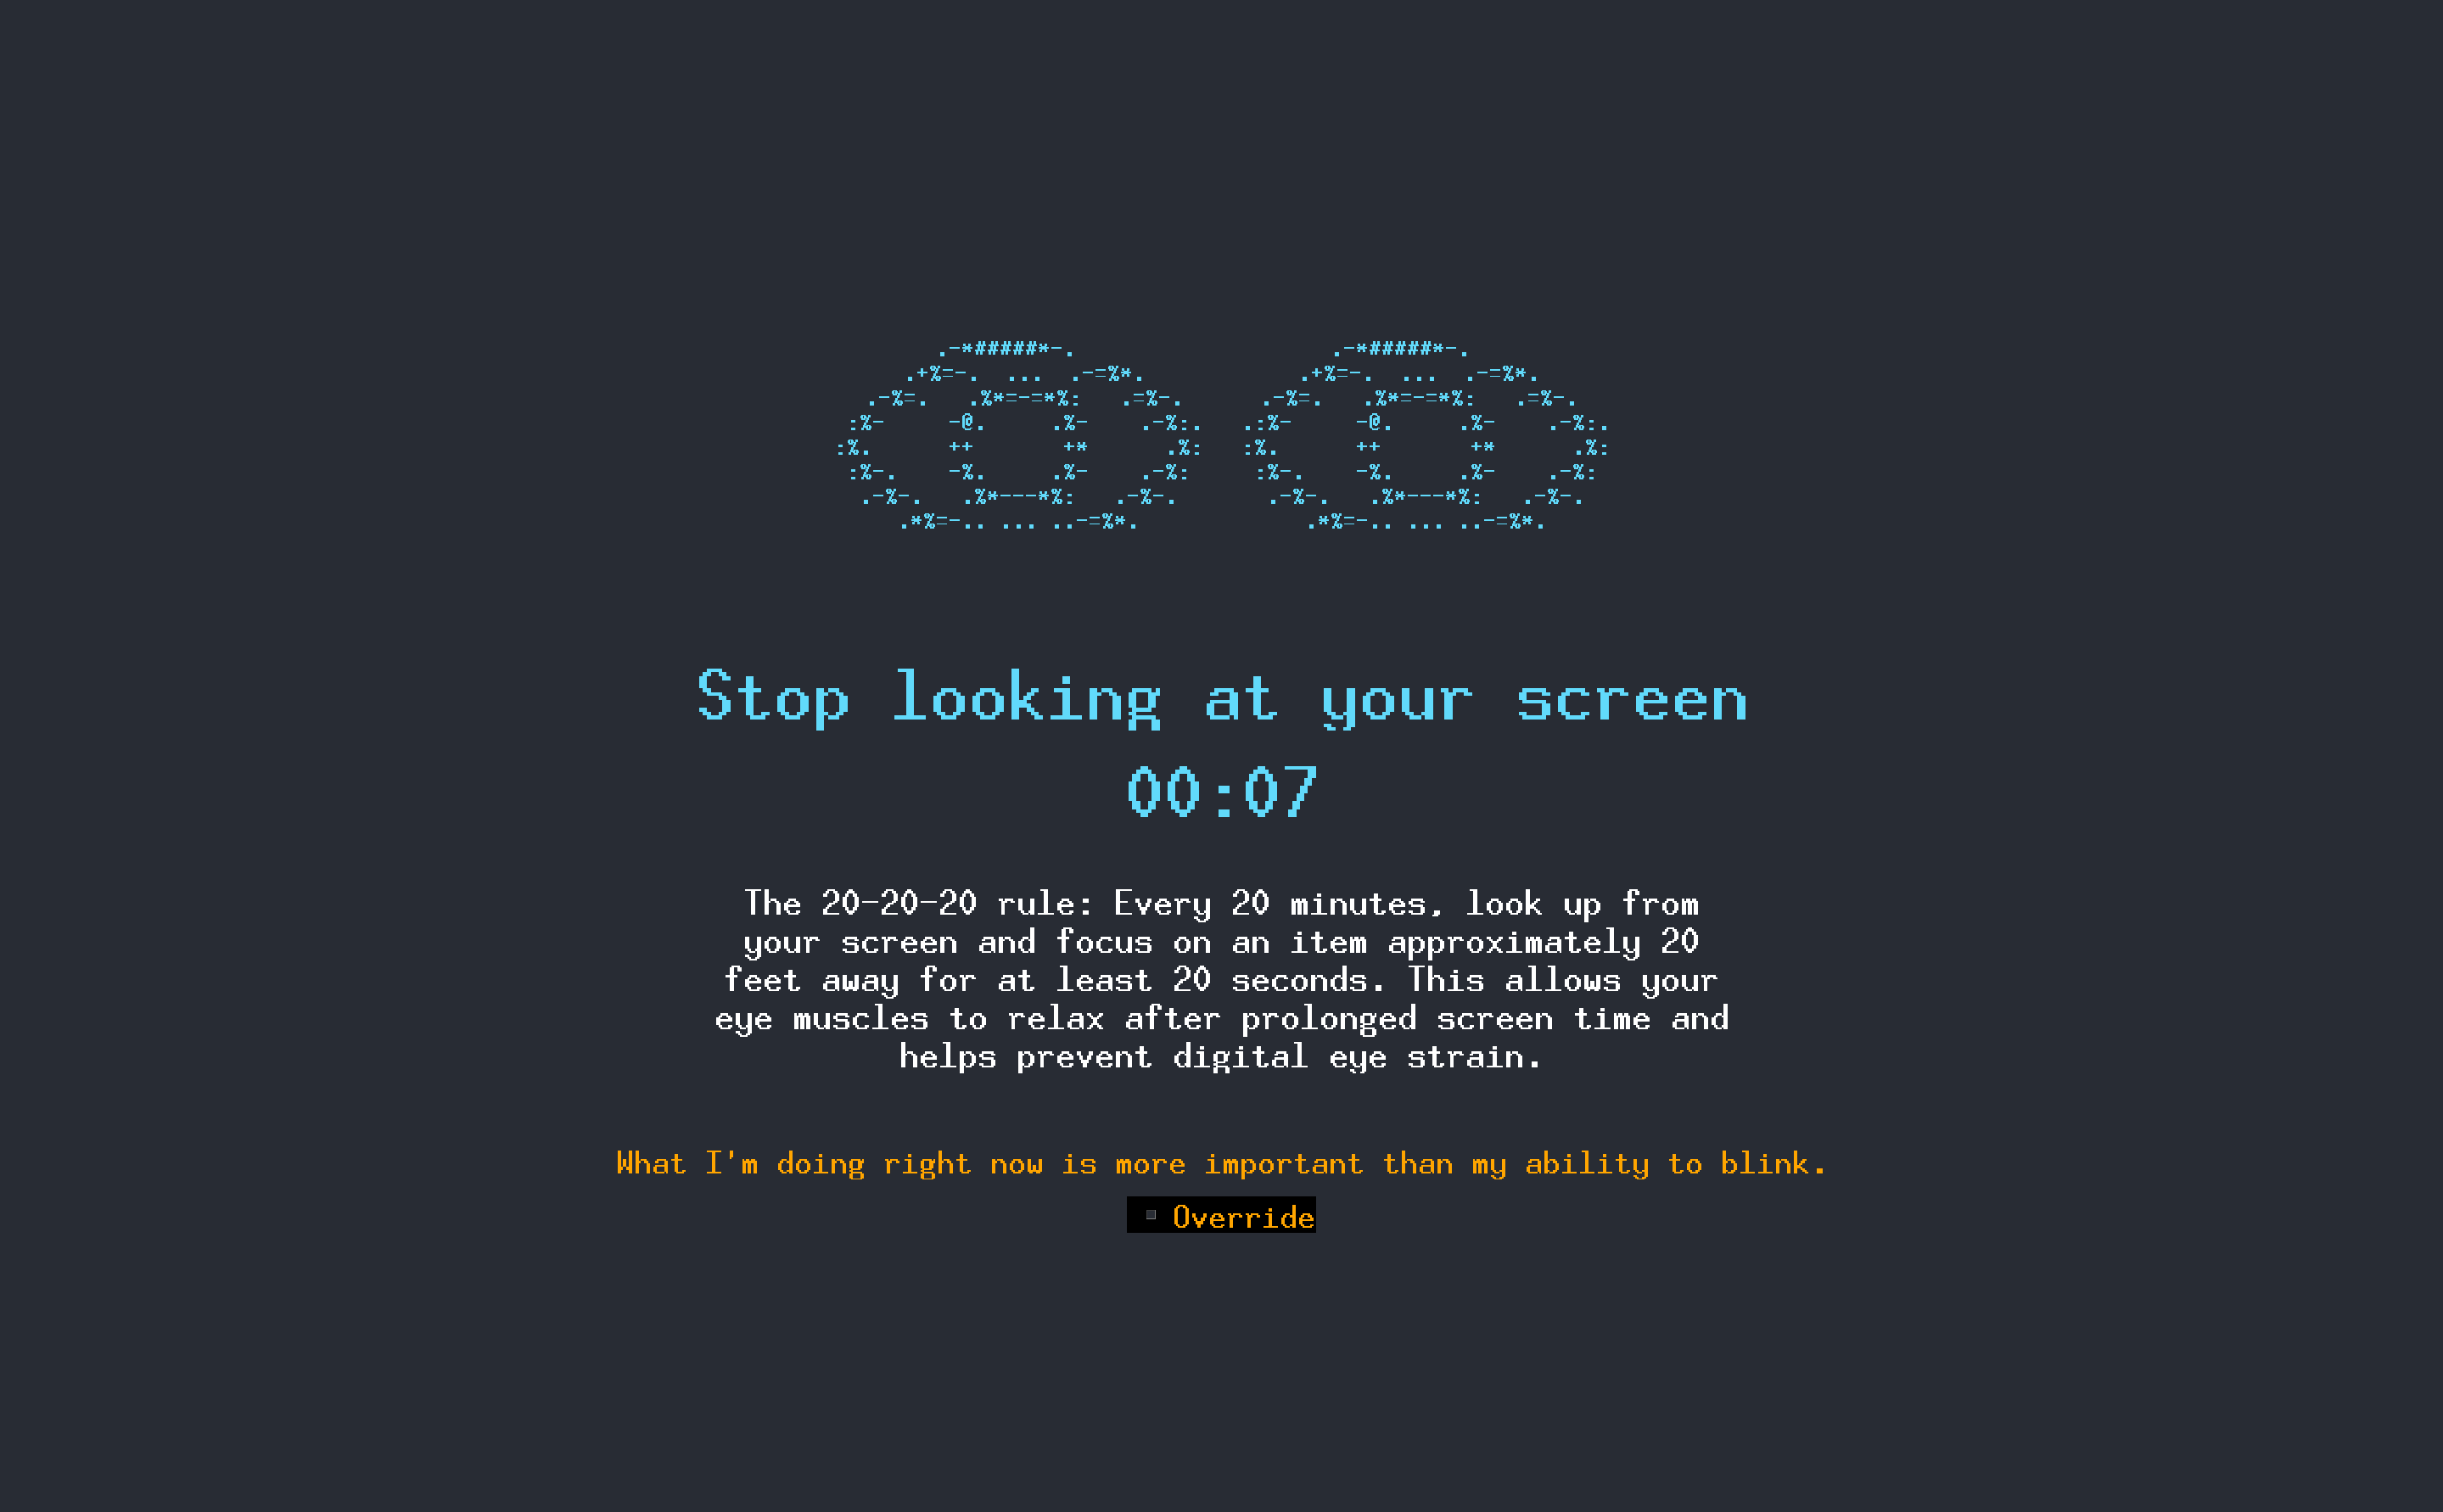 .-*#####*-.                    .-*#####*-.
.+%=-.  ...  .-=%*.            .+%=-.  ...  .-=%*.
.-%=.   .%*=-=*%:   .=%-.      .-%=.   .%*=-=*%:   .=%-.
:%-     -@.     .%-    .-%:.   .:%-     -@.     .%-    .-%:.
:%.      ++       +*      .%:   :%.      ++       +*      .%:
:%-.    -%.     .%-    .-%:     :%-.    -%.     .%-    .-%:
.-%-.   .%*---*%:   .-%-.       .-%-.   .%*---*%:   .-%-.
.*%=-.. ... ..-=%*.             .*%=-.. ... ..-=%*.
Stop looking at your screen
00:07
The 20-20-20 rule: Every 20 minutes, look up from
your screen and focus on an item approximately 20
feet away for at least 20 seconds. This allows your
eye muscles to relax after prolonged screen time and
helps prevent digital eye strain.
What I'm doing right now is more important than my ability to blink.
Override